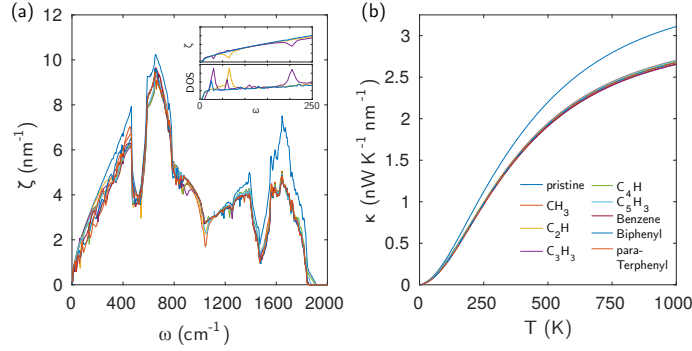 (a)
12
10
8
6
4
2
0
ζ (nm⁻¹)
0
400
800
1200
1600
2000
ω (cm⁻¹)
ζ
DOS
0
ω
250
(b)
3
2.5
2
1.5
1
0.5
0
κ (nW K⁻¹ nm⁻¹)
0
250
500
750
1000
T (K)
pristine
CH₃
C₂H
C₃H₃
C₄H
C₅H₃
Benzene
Biphenyl
para-
Terphenyl